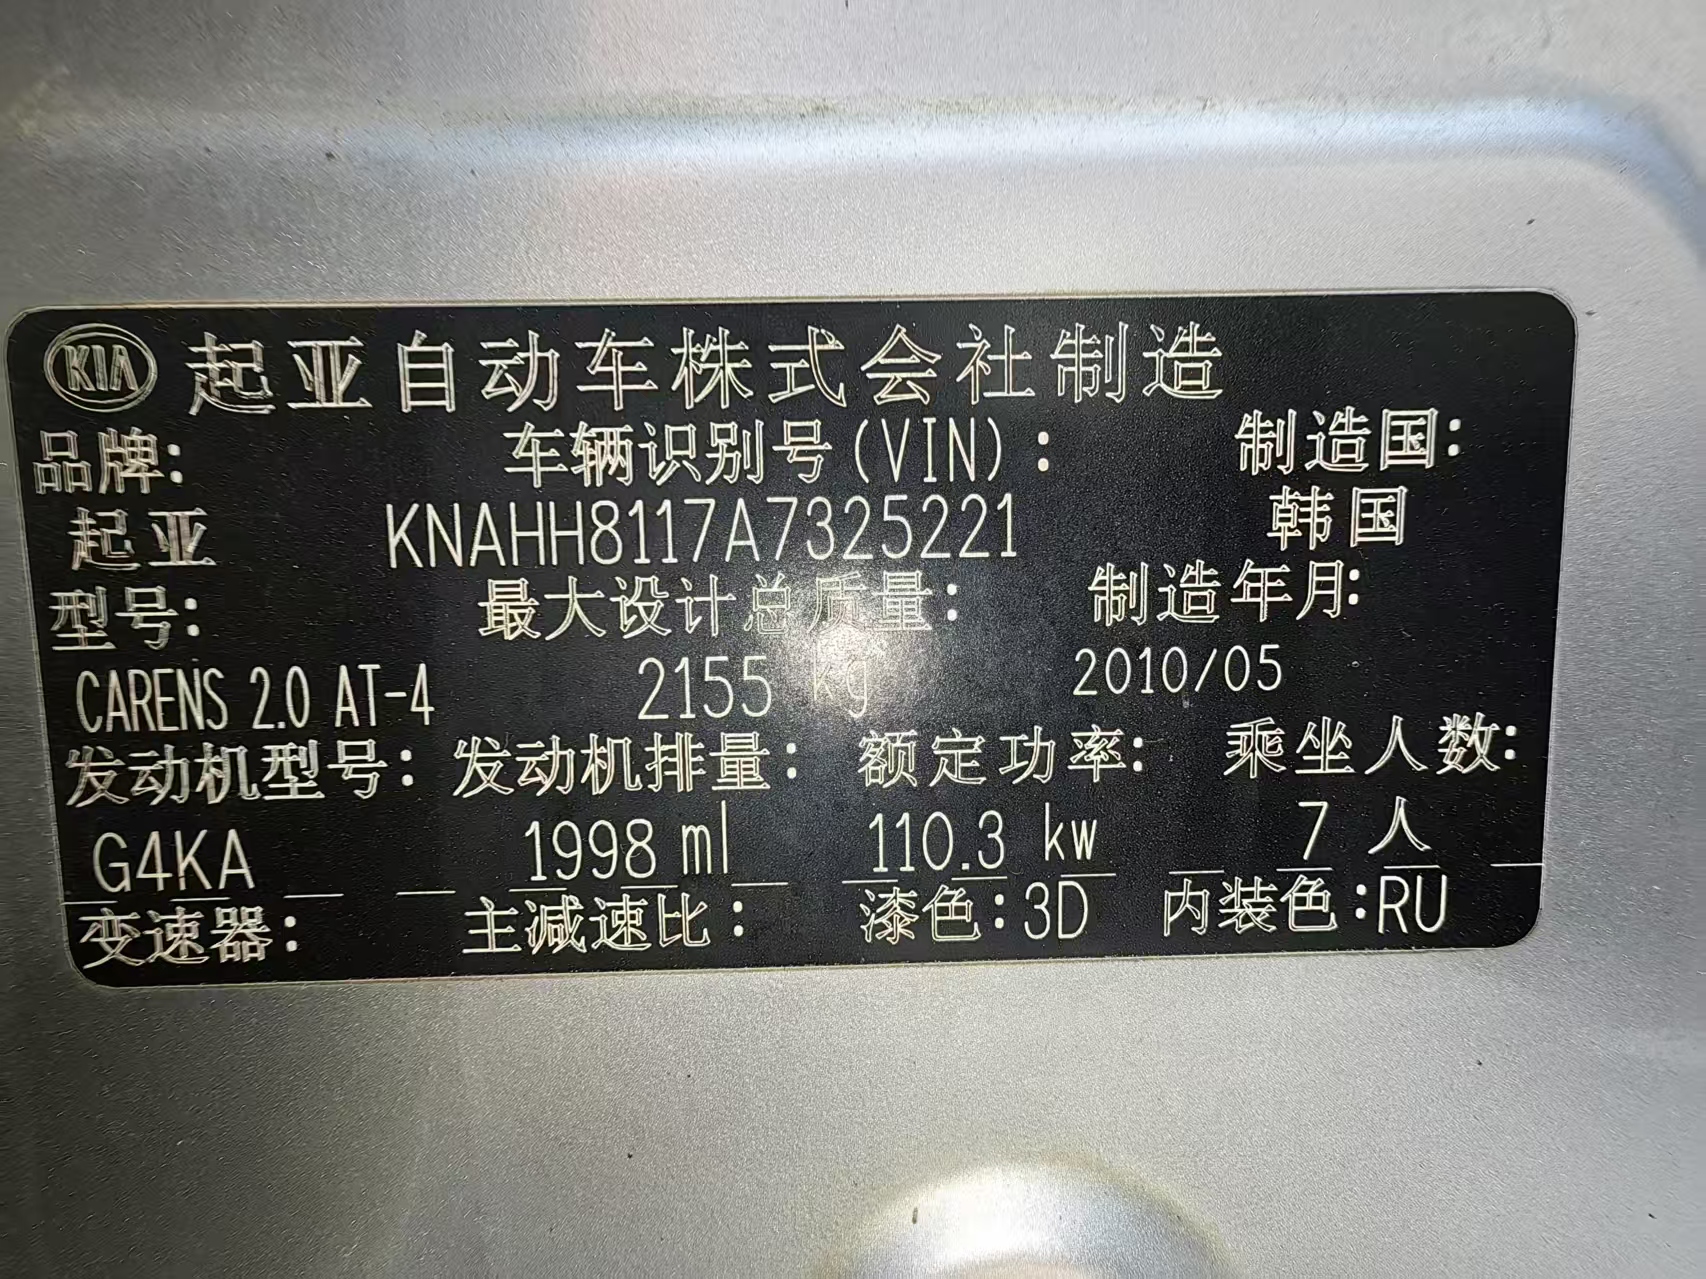 KIA 起亚自动车株式会社制造
品牌: 车辆识别号(VIN): 制造国:
起亚 KNAHH8117A7325221 韩国
型号: 最大设计总质量: 制造年月:
CARENS 2.0 AT-4 2155 kg 2010/05
发动机型号: 发动机排量: 额定功率: 乘坐人数:
G4KA 1998 ml 110.3 kw 7 人
变速器: 主减速比: 漆色:3D 内装色:RU